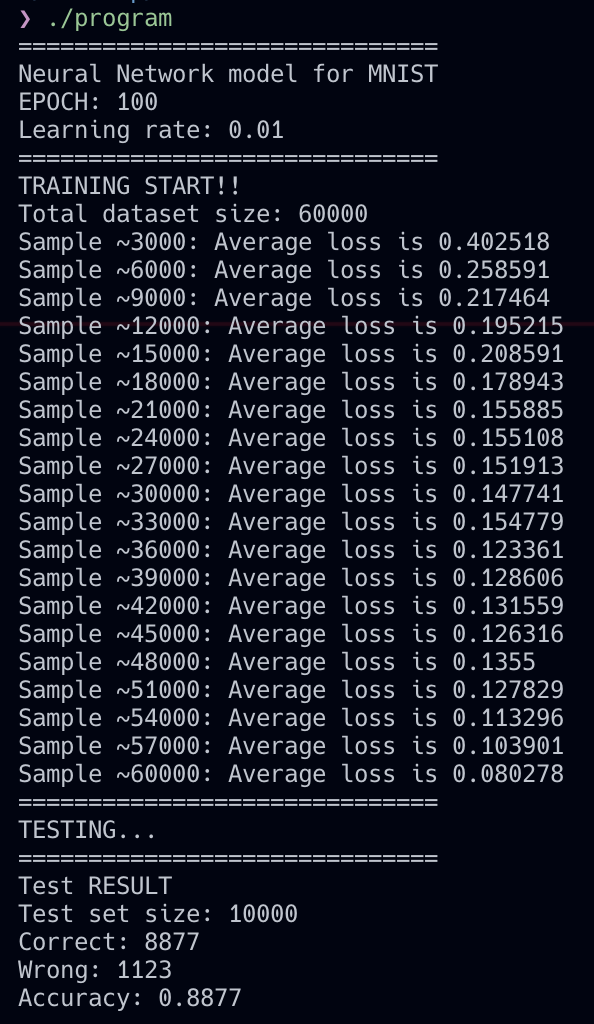 ❯ ./program
==============================
Neural Network model for MNIST
EPOCH: 100
Learning rate: 0.01
==============================
TRAINING START!!
Total dataset size: 60000
Sample ~3000: Average loss is 0.402518
Sample ~6000: Average loss is 0.258591
Sample ~9000: Average loss is 0.217464
Sample ~12000: Average loss is 0.195215
Sample ~15000: Average loss is 0.208591
Sample ~18000: Average loss is 0.178943
Sample ~21000: Average loss is 0.155885
Sample ~24000: Average loss is 0.155108
Sample ~27000: Average loss is 0.151913
Sample ~30000: Average loss is 0.147741
Sample ~33000: Average loss is 0.154779
Sample ~36000: Average loss is 0.123361
Sample ~39000: Average loss is 0.128606
Sample ~42000: Average loss is 0.131559
Sample ~45000: Average loss is 0.126316
Sample ~48000: Average loss is 0.1355
Sample ~51000: Average loss is 0.127829
Sample ~54000: Average loss is 0.113296
Sample ~57000: Average loss is 0.103901
Sample ~60000: Average loss is 0.080278
==============================
TESTING...
==============================
Test RESULT
Test set size: 10000
Correct: 8877
Wrong: 1123
Accuracy: 0.8877